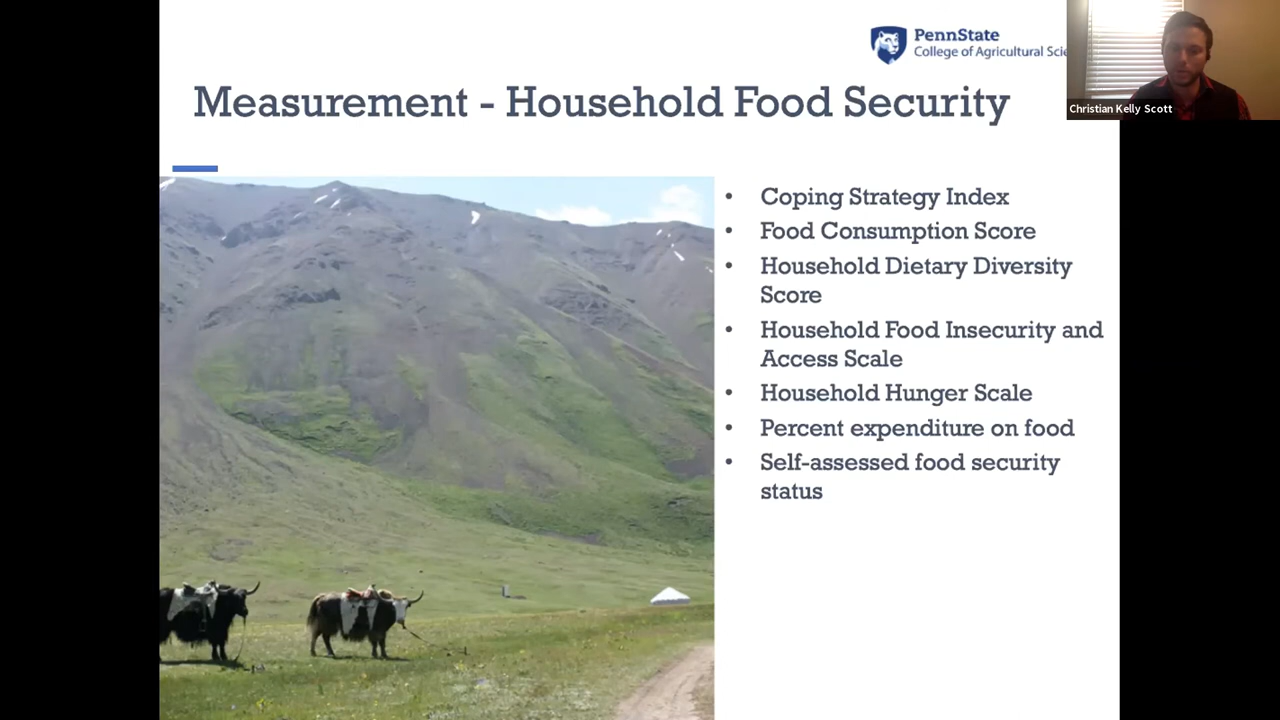 PennState
College of Agricultural Scie
Christian Kelly Scott
Measurement - Household Food Security
• Coping Strategy Index
• Food Consumption Score
• Household Dietary Diversity
Score
• Household Food Insecurity and
Access Scale
• Household Hunger Scale
• Percent expenditure on food
• Self-assessed food security
status